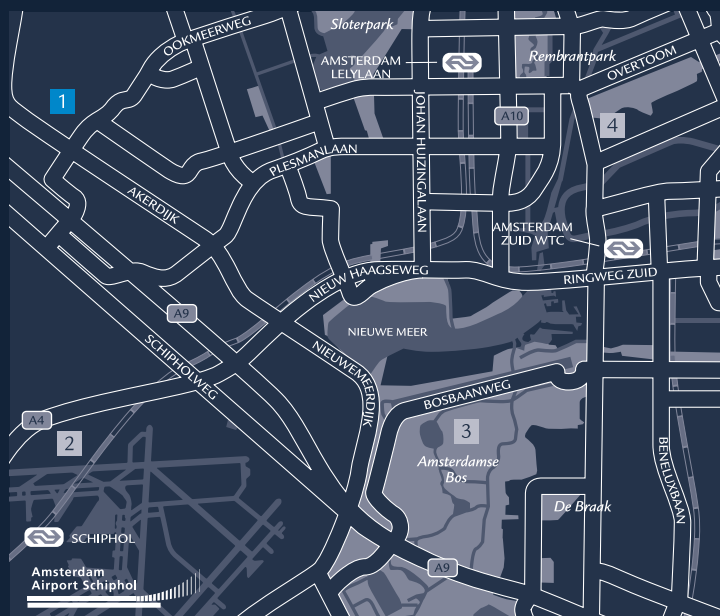 Sloterpark
OOKMEERWEG
AMSTERDAM
LELYLAAN
Rembrantpark
OVERTOOM
1
JOHAN HUIZINGALAAN
A10
4
PLESMANLAAN
AKERDIJK
AMSTERDAM
ZUID WTC
NIEUW HAAGSEWEG
RINGWEG ZUID
A9
NIEUWE MEER
SCHIPHOLWEG
NIEUWEMEERDIJK
BOSBAANWEG
A4
2
3
Amsterdamse
Bos
BENELUXBAAN
De Braak
SCHIPHOL
A9
Amsterdam
Airport Schiphol